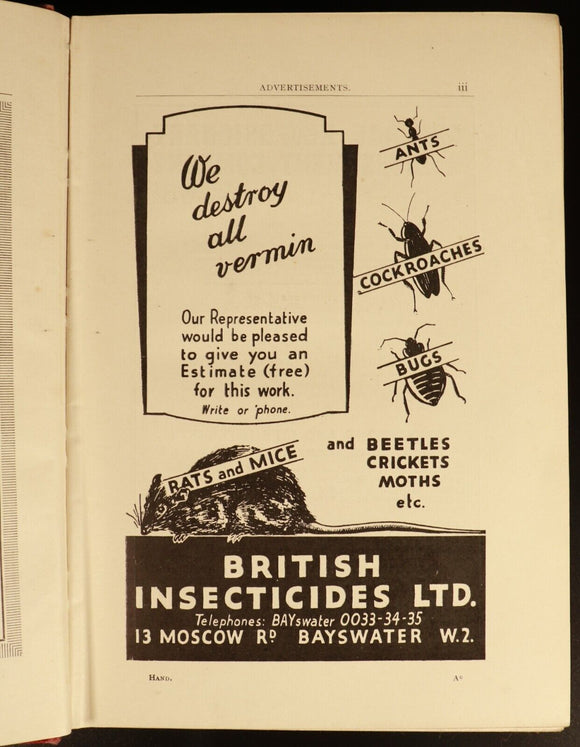 ADVERTISEMENTS. iii
We
destroy
all
vermin
Our Representative
would be pleased
to give you an
Estimate (free)
for this work.
Write or 'phone.
ANTS
COCKROACHES
BUGS
RATS and MICE
and BEETLES
CRICKETS
MOTHS
etc.
BRITISH
INSECTICIDES LTD.
Telephones: BAYswater 0033-34-35
13 MOSCOW Rᴰ BAYSWATER W.2.
HAND. A²